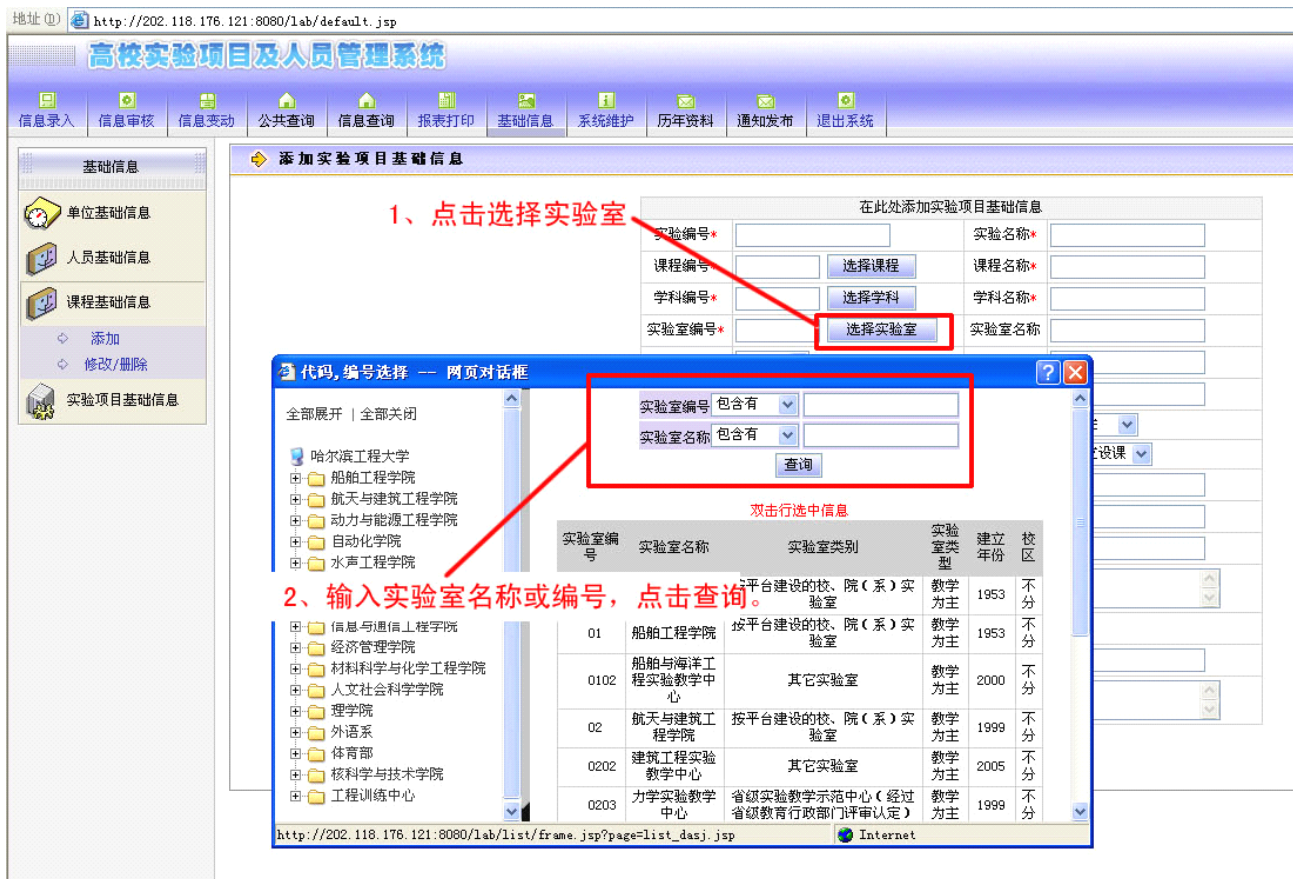 地址(D) http://202.118.176.121:8080/lab/default.jsp
高校实验项目及人员管理系统
信息录入 信息审核 信息变动 公共查询 信息查询 报表打印 基础信息 系统维护 历年资料 通知发布 退出系统
基础信息
单位基础信息
人员基础信息
课程基础信息
添加
修改/删除
实验项目基础信息
添加实验项目基础信息
1、点击选择实验室
在此处添加实验项目基础信息
实验编号* 实验名称*
课程编号* 选择课程 课程名称*
学科编号* 选择学科 学科名称*
实验室编号* 选择实验室 实验室名称
设课
代码,编号选择 -- 网页对话框
全部展开 | 全部关闭
哈尔滨工程大学
船舶工程学院
航天与建筑工程学院
动力与能源工程学院
自动化学院
水声工程学院
信息与通信工程学院
经济管理学院
材料科学与化学工程学院
人文社会科学学院
理学院
外语系
体育部
核科学与技术学院
工程训练中心
实验室编号 包含有
实验室名称 包含有
查询
双击行选中信息
2、输入实验室名称或编号，点击查询。
实验室编号 实验室名称 实验室类别 实验室类型 建立年份 校区
按平台建设的校、院(系)实验室 教学为主 1953 不分
01 船舶工程学院 按平台建设的校、院(系)实验室 教学为主 1953 不分
0102 船舶与海洋工程实验教学中心 其它实验室 教学为主 2000 不分
02 航天与建筑工程学院 按平台建设的校、院(系)实验室 教学为主 1999 不分
0202 建筑工程实验教学中心 其它实验室 教学为主 2005 不分
0203 力学实验教学中心 省级实验教学示范中心(经过省级教育行政部门评审认定) 教学为主 1999 不分
http://202.118.176.121:8080/lab/list/frame.jsp?page=list_dasj.jsp Internet